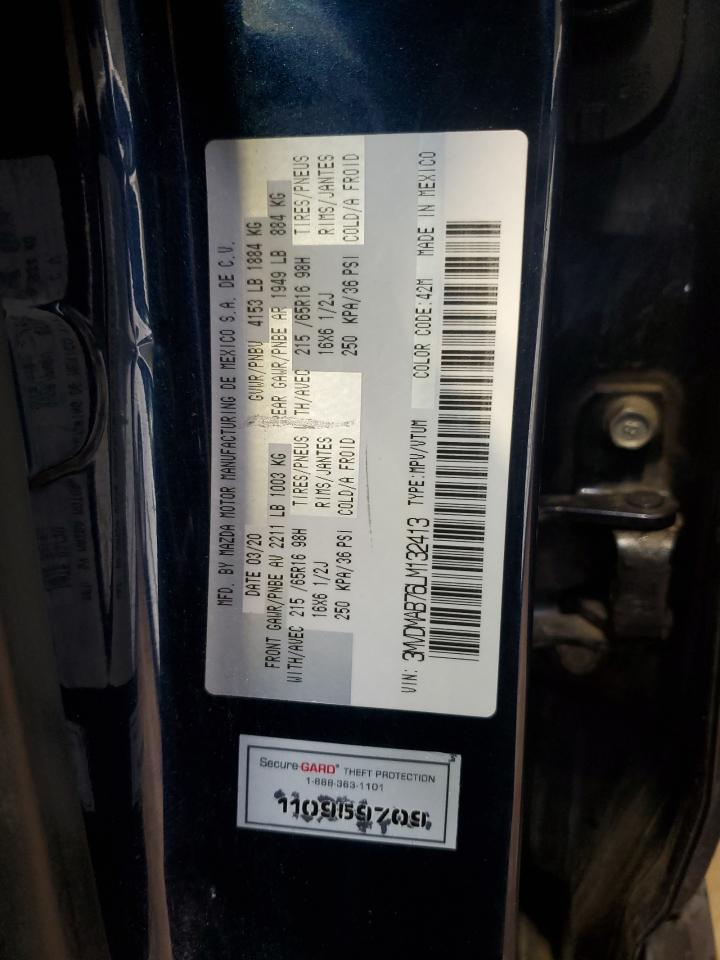 MFD. BY MAZDA MOTOR MANUFACTURING DE MEXICO S.A. DE C.V.
DATE 03/20 GVWR/PNBV 4153 LB 1884 KG
FRONT GAWR/PNBE AV 2211 LB 1003 KG REAR GAWR/PNBE AR 1949 LB 884 KG
WITH/AVEC 215 /65R16 98H TIRES/PNEUS WITH/AVEC 215 /65R16 98H TIRES/PNEUS
16X6 1/2J RIMS/JANTES 16X6 1/2J RIMS/JANTES
250 KPA/36 PSI COLD/A FROID 250 KPA/36 PSI COLD/A FROID
VIN: 3MVDMAB76LM132413 TYPE:MPV/VTUM COLOR CODE:42M MADE IN MEXICO
Secure-GARD® THEFT PROTECTION
1-888-363-1101